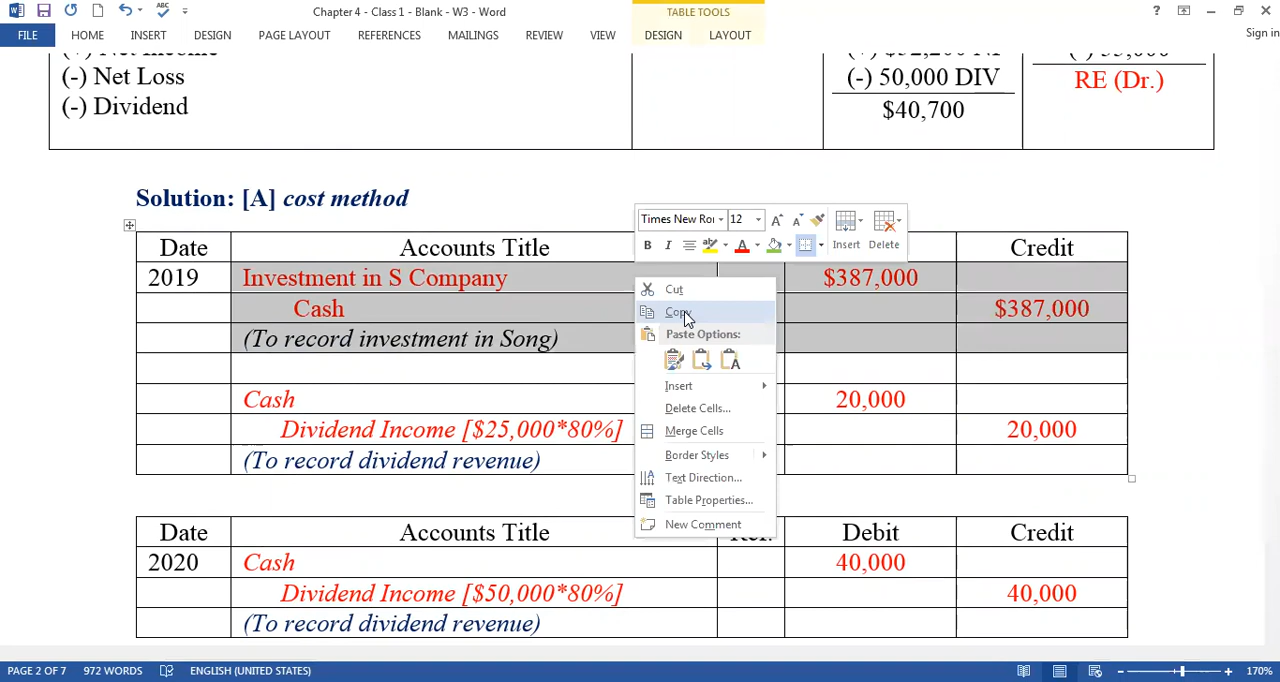 Chapter 4 - Class 1 - Blank - W3 - Word
TABLE TOOLS
Sign in
FILE HOME INSERT DESIGN PAGE LAYOUT REFERENCES MAILINGS REVIEW VIEW DESIGN LAYOUT
(-) Net Loss
(-) Dividend
(-) 50,000 DIV
$40,700
RE (Dr.)
Solution: [A] cost method
Times New Ro 12
Insert Delete
Date Accounts Title Credit
2019 Investment in S Company $387,000
Cash $387,000
(To record investment in Song)
Cash 20,000
Dividend Income [$25,000*80%] 20,000
(To record dividend revenue)
Cut
Copy
Paste Options:
Insert
Delete Cells...
Merge Cells
Border Styles
Text Direction...
Table Properties...
New Comment
Date Accounts Title Debit Credit
2020 Cash 40,000
Dividend Income [$50,000*80%] 40,000
(To record dividend revenue)
PAGE 2 OF 7 972 WORDS ENGLISH (UNITED STATES) 170%